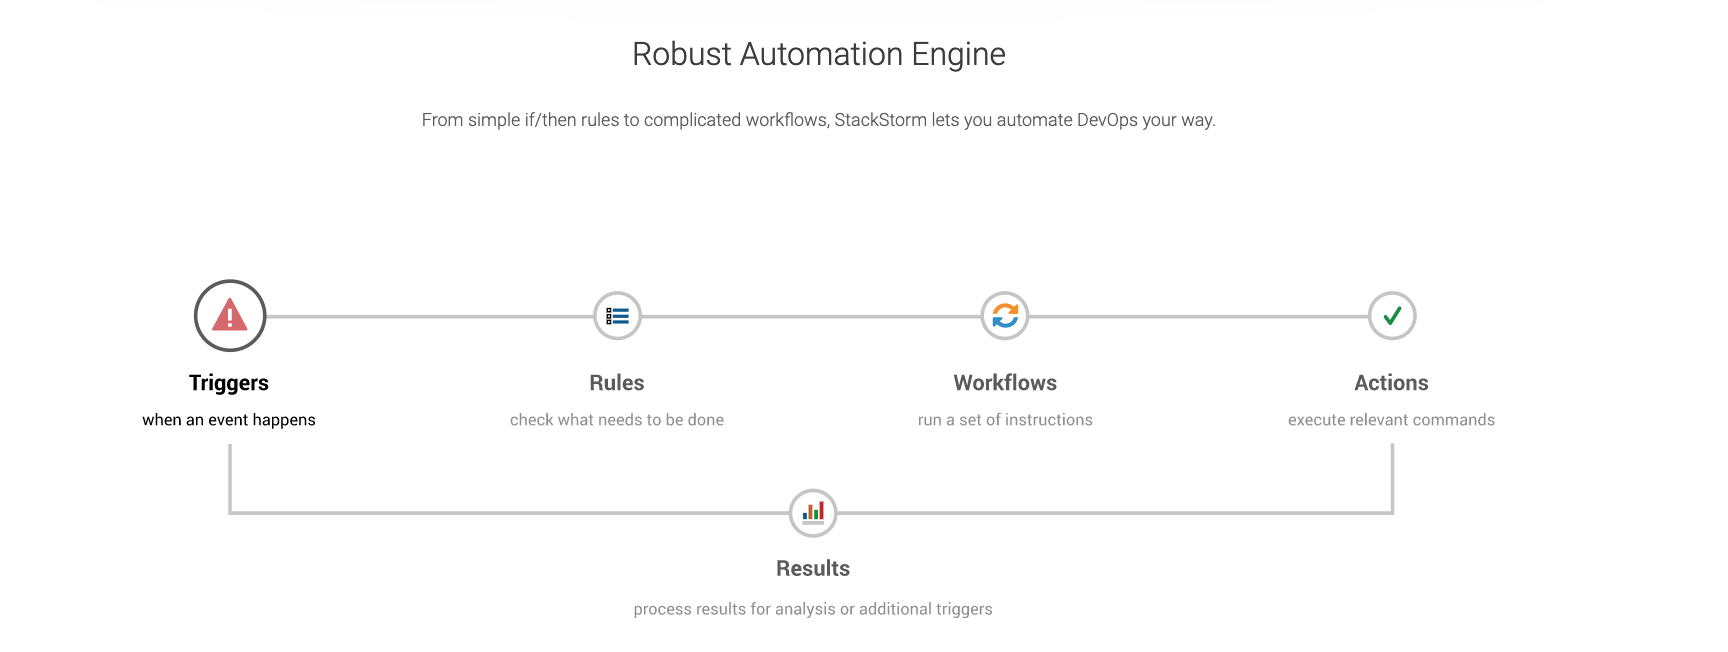 Robust Automation Engine
From simple if/then rules to complicated workflows, StackStorm lets you automate DevOps your way.
Triggers
when an event happens
Rules
check what needs to be done
Workflows
run a set of instructions
Actions
execute relevant commands
Results
process results for analysis or additional triggers